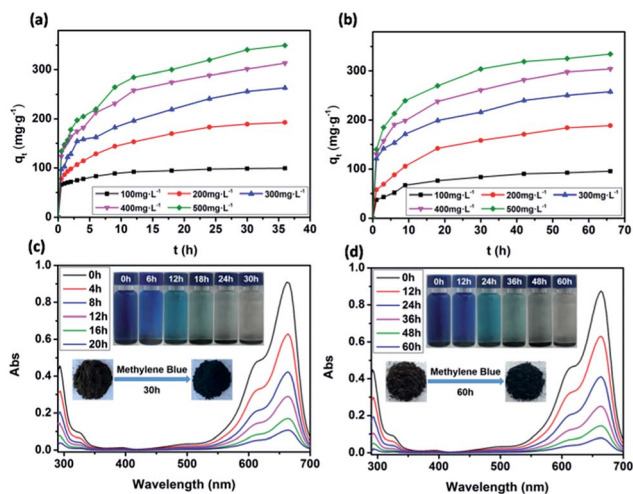 (a)
qt (mg·g-1)
300
200
100
0
100mg·L-1 200mg·L-1 300mg·L-1
400mg·L-1 500mg·L-1
0 5 10 15 20 25 30 35 40
t (h)
(b)
qt (mg·g-1)
300
200
100
0
100mg·L-1 200mg·L-1 300mg·L-1
400mg·L-1 500mg·L-1
0 10 20 30 40 50 60 70
t (h)
(c)
Abs
1.0
0.8
0.6
0.4
0.2
0.0
0h
4h
8h
12h
16h
20h
0h 6h 12h 18h 24h 30h
Methylene Blue
30h
300 400 500 600 700
Wavelength (nm)
(d)
Abs
1.0
0.8
0.6
0.4
0.2
0.0
0h
12h
24h
36h
48h
60h
0h 12h 24h 36h 48h 60h
Methylene Blue
60h
300 400 500 600 700
Wavelength (nm)